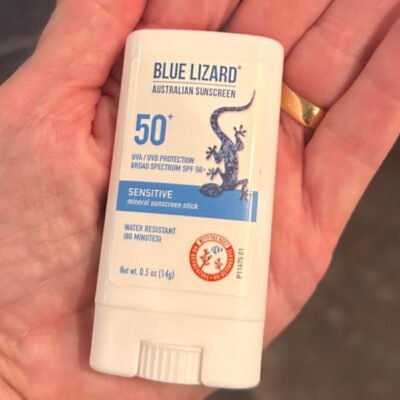 BLUE LIZARD®
AUSTRALIAN SUNSCREEN
50+
UVA / UVB PROTECTION
BROAD SPECTRUM SPF 50+
SENSITIVE
mineral sunscreen stick
WATER RESISTANT
(80 MINUTES)
Net wt. 0.5 oz (14g)
P11675.01